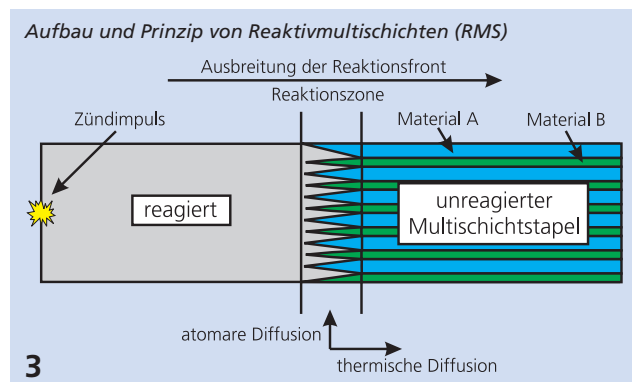 Aufbau und Prinzip von Reaktivmultischichten (RMS)
Ausbreitung der Reaktionsfront
Reaktionszone
Zündimpuls
Material A
Material B
reagiert
unreagierter
Multischichtstapel
atomare Diffusion
thermische Diffusion
3